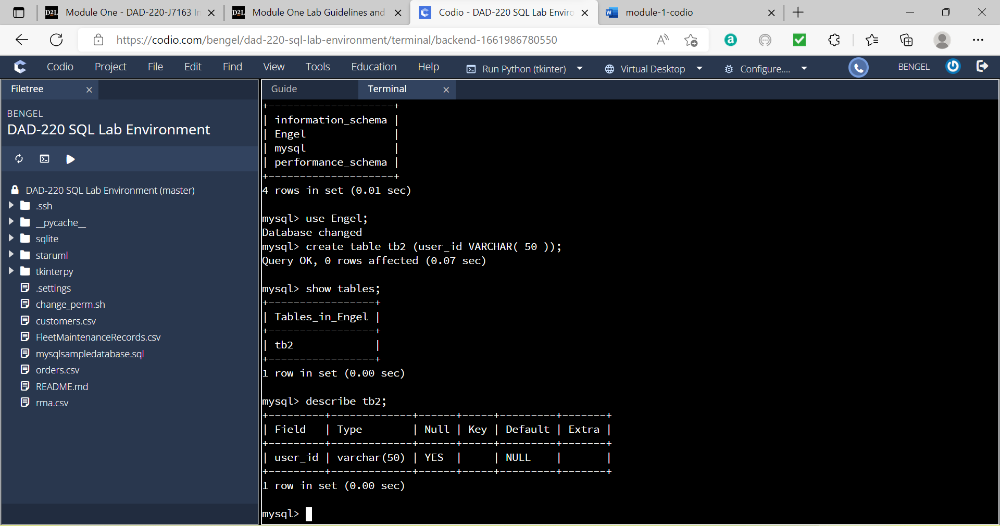 Module One - DAD-220-J7163 In
Module One Lab Guidelines and
Codio - DAD-220 SQL Lab Enviro
module-1-codio
https://codio.com/bengel/dad-220-sql-lab-environment/terminal/backend-1661986780550
Codio Project File Edit Find View Tools Education Help Run Python (tkinter) Virtual Desktop Configure.... BENGEL
Filetree
BENGEL
DAD-220 SQL Lab Environment
DAD-220 SQL Lab Environment (master)
.ssh
__pycache__
sqlite
staruml
tkinterpy
.settings
change_perm.sh
customers.csv
FleetMaintenanceRecords.csv
mysqlsampledatabase.sql
orders.csv
README.md
rma.csv
Guide Terminal
+--------------------+
| information_schema |
| Engel              |
| mysql              |
| performance_schema |
+--------------------+
4 rows in set (0.01 sec)
mysql> use Engel;
Database changed
mysql> create table tb2 (user_id VARCHAR( 50 ));
Query OK, 0 rows affected (0.07 sec)
mysql> show tables;
+-----------------+
| Tables_in_Engel |
+-----------------+
| tb2             |
+-----------------+
1 row in set (0.00 sec)
mysql> describe tb2;
+---------+-------------+------+-----+---------+-------+
| Field   | Type        | Null | Key | Default | Extra |
+---------+-------------+------+-----+---------+-------+
| user_id | varchar(50) | YES  |     | NULL    |       |
+---------+-------------+------+-----+---------+-------+
1 row in set (0.00 sec)
mysql>